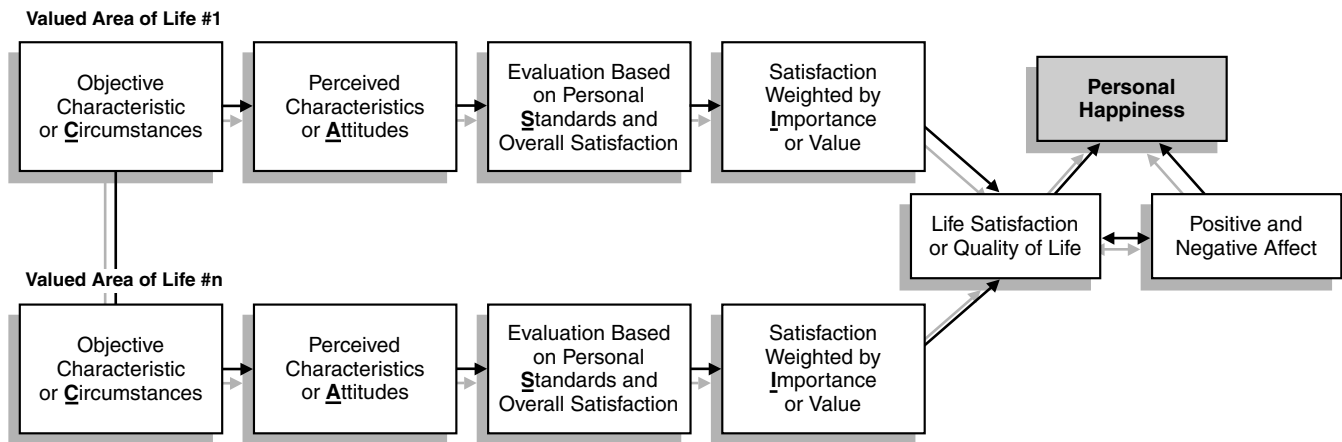 Valued Area of Life #1
Objective
Characteristic
or Circumstances
Perceived
Characteristics
or Attitudes
Evaluation Based
on Personal
Standards and
Overall Satisfaction
Satisfaction
Weighted by
Importance
or Value
Personal
Happiness
Life Satisfaction
or Quality of Life
Positive and
Negative Affect
Valued Area of Life #n
Objective
Characteristic
or Circumstances
Perceived
Characteristics
or Attitudes
Evaluation Based
on Personal
Standards and
Overall Satisfaction
Satisfaction
Weighted by
Importance
or Value